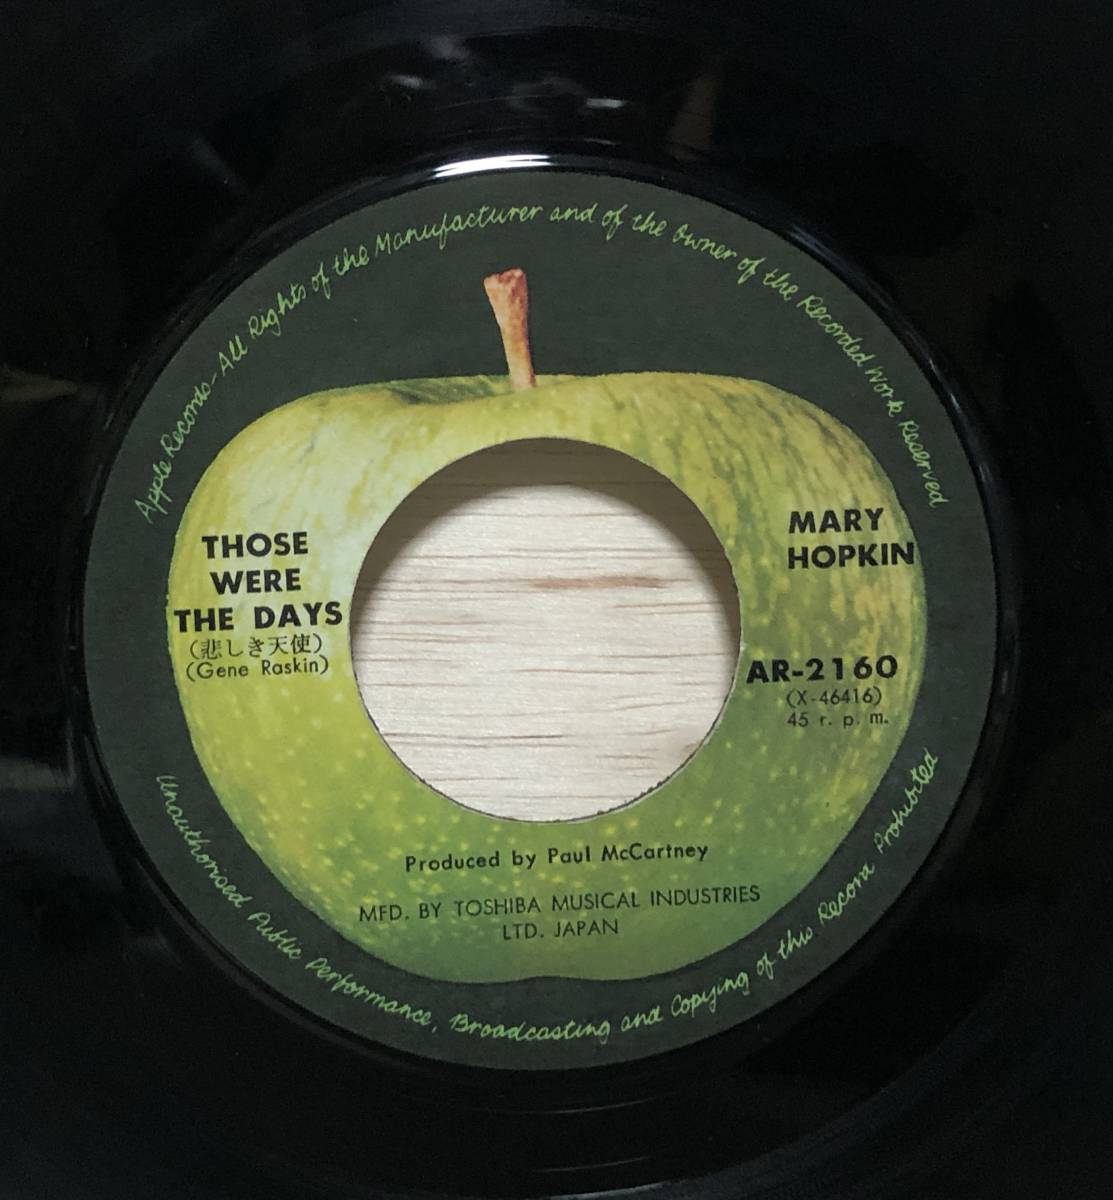 Apple Records-All Rights of the Manufacturer and of the Owner of the Recorded Work Reserved
THOSE
WERE
THE DAYS
(悲しき天使)
(Gene Raskin)
MARY
HOPKIN
AR-2160
(X-46416)
45 r. p. m.
Produced by Paul McCartney
MFD. BY TOSHIBA MUSICAL INDUSTRIES
LTD. JAPAN
Unauthorised Public Performance, Broadcasting and Copying of this Record Prohibited